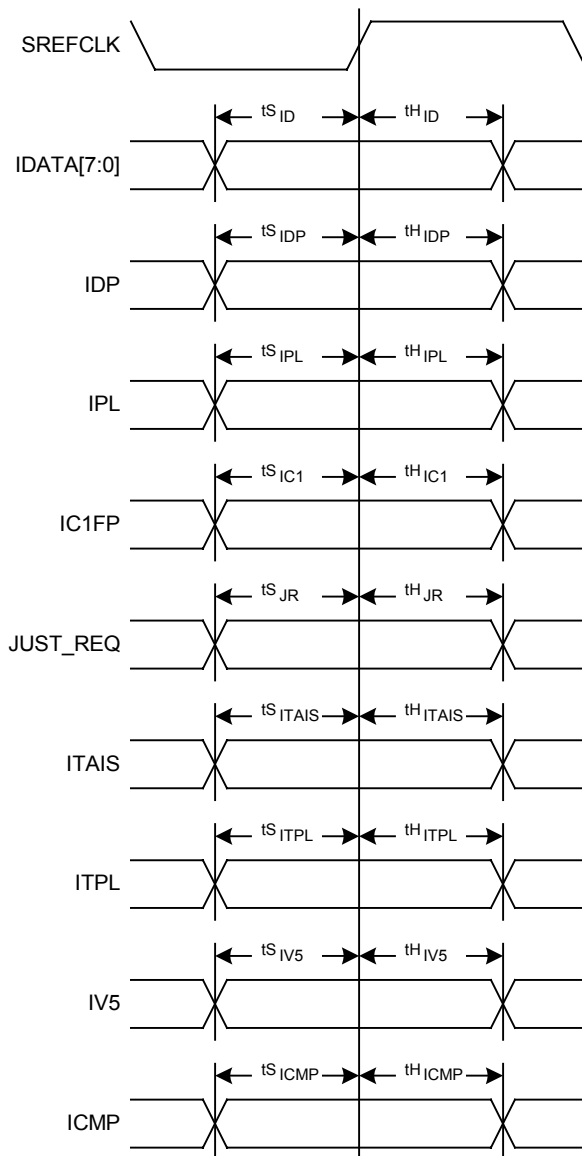 SREFCLK
tS ID tH ID
IDATA[7:0]
tS IDP tH IDP
IDP
tS IPL tH IPL
IPL
tS IC1 tH IC1
IC1FP
tS JR tH JR
JUST_REQ
tS ITAIS tH ITAIS
ITAIS
tS ITPL tH ITPL
ITPL
tS IV5 tH IV5
IV5
tS ICMP tH ICMP
ICMP